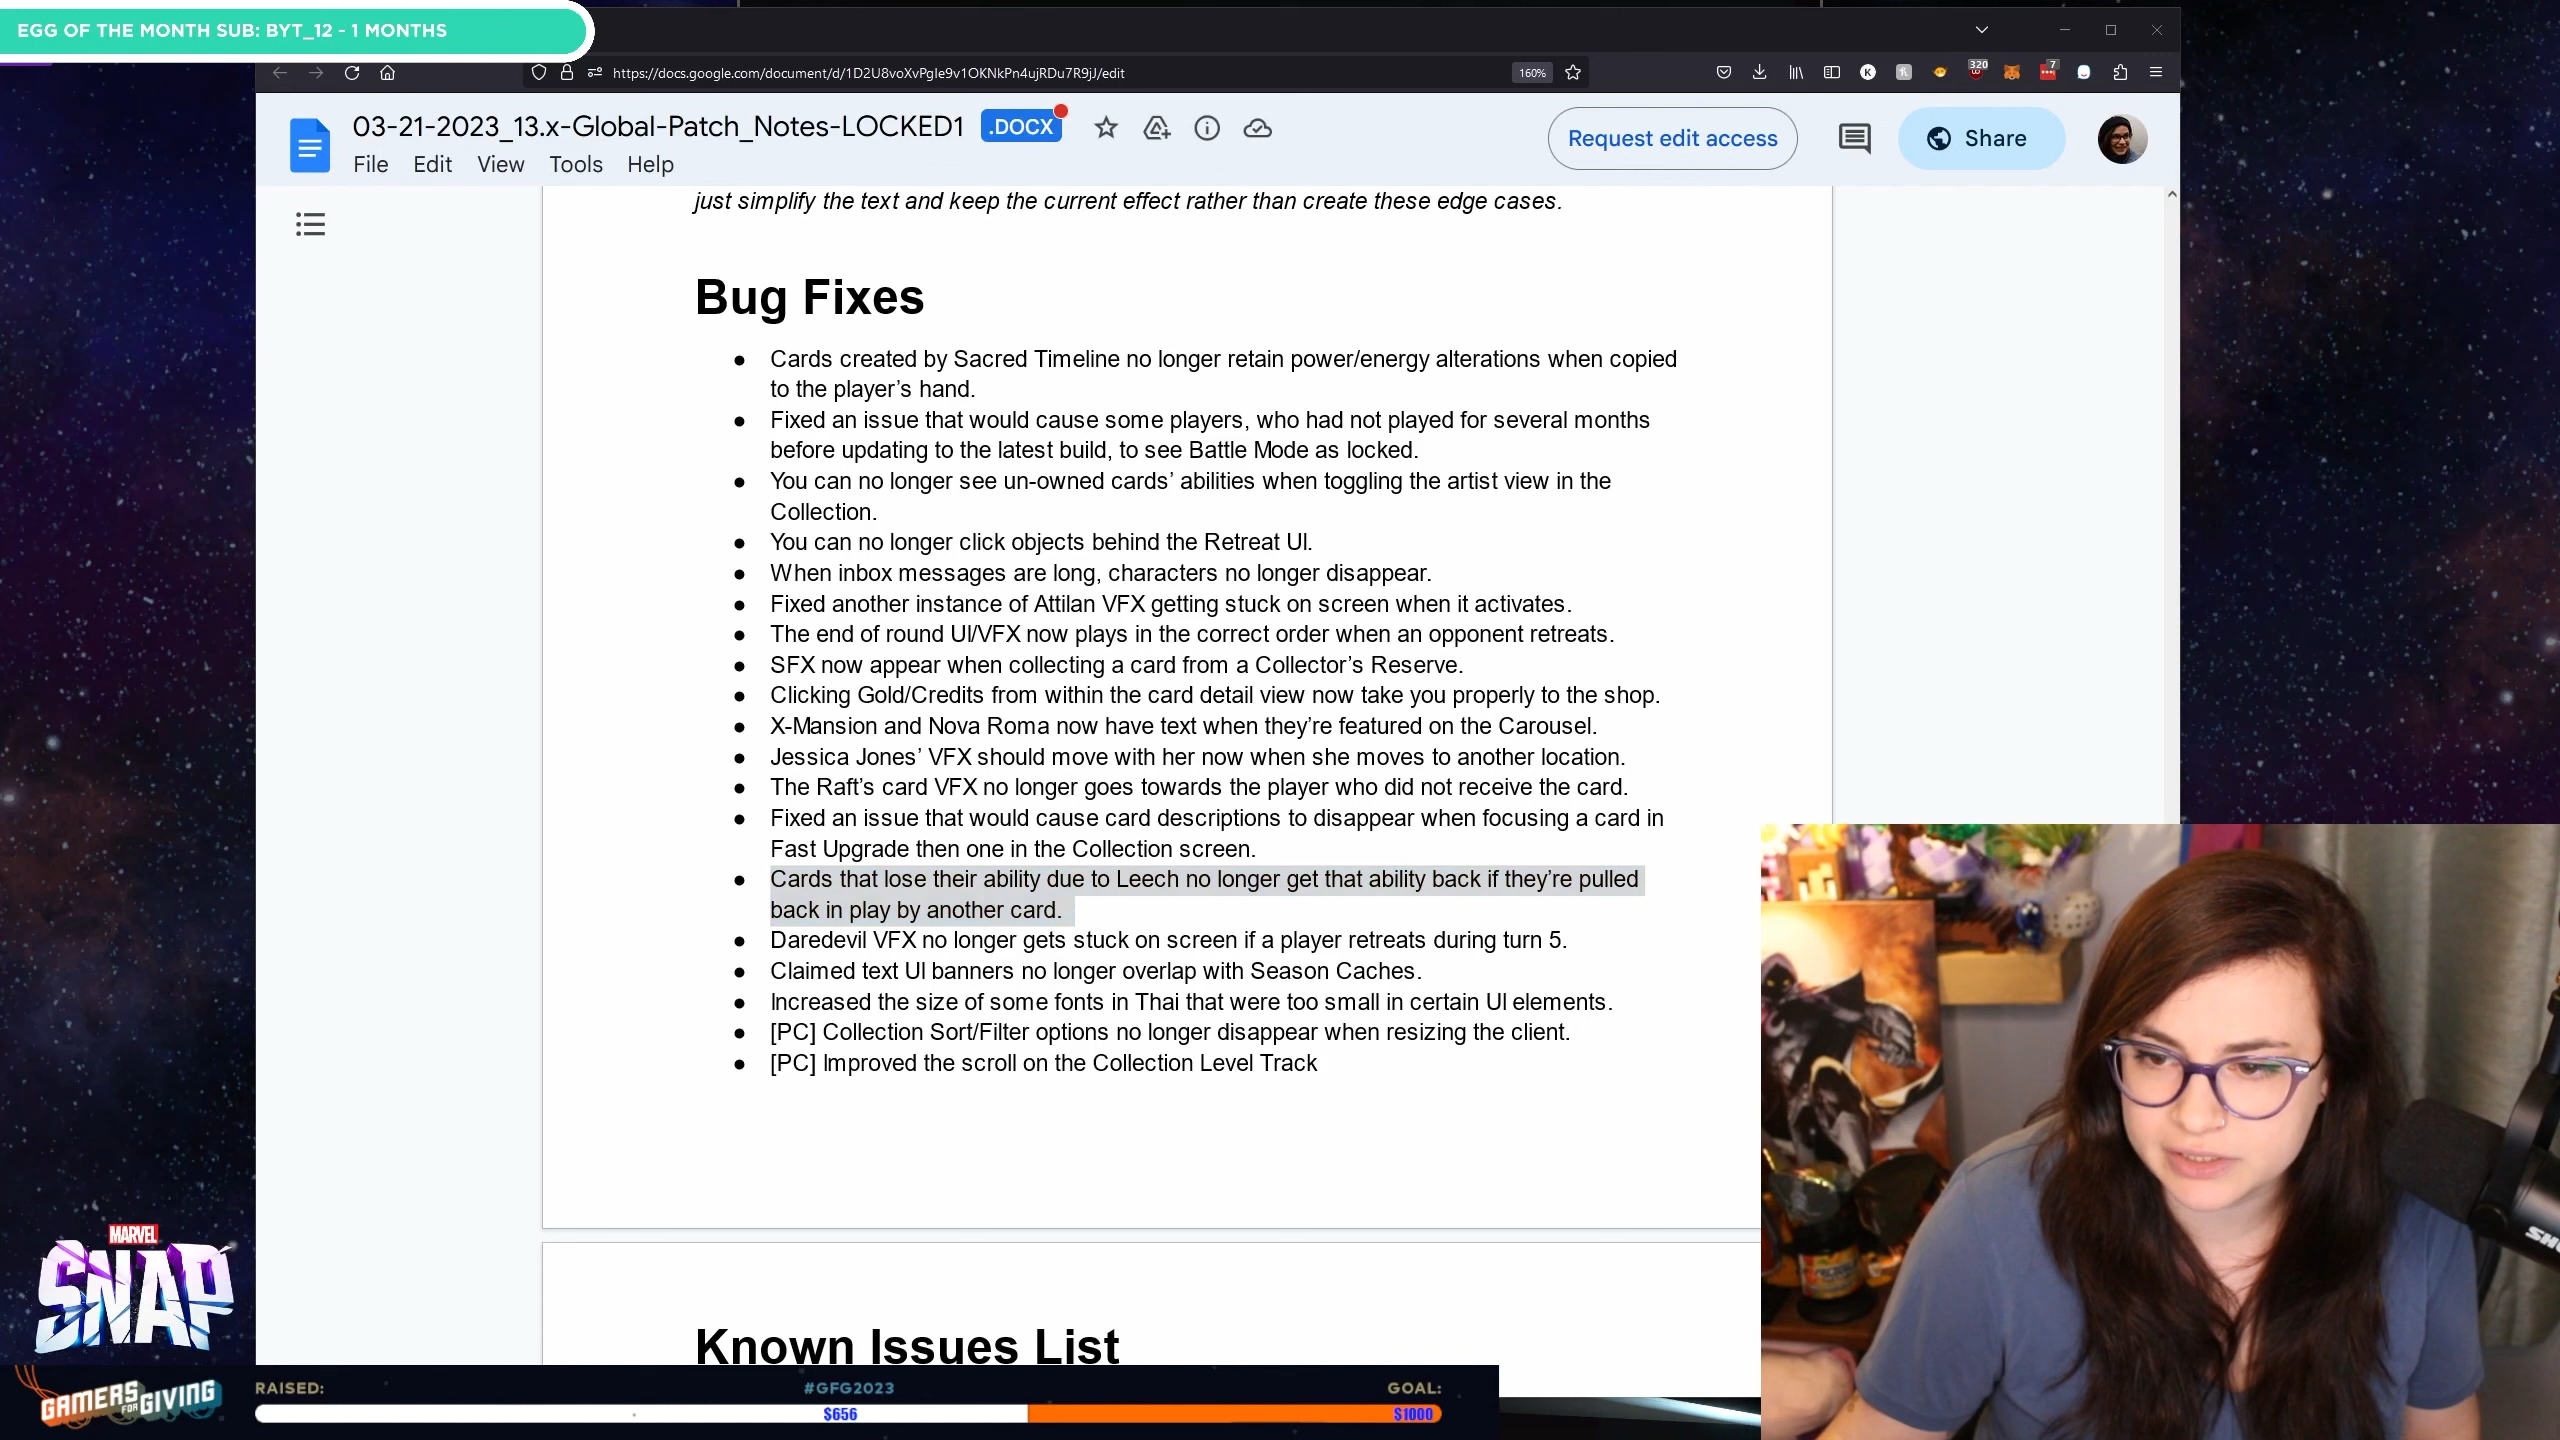 EGG OF THE MONTH SUB: BYT_12 - 1 MONTHS
https://docs.google.com/document/d/1D2U8voXvPgIe9v1OKNkPn4ujRDu7R9jJ/edit
160%
320
7
03-21-2023_13.x-Global-Patch_Notes-LOCKED1
.DOCX
Request edit access
Share
File Edit View Tools Help
just simplify the text and keep the current effect rather than create these edge cases.
Bug Fixes
● Cards created by Sacred Timeline no longer retain power/energy alterations when copied
to the player’s hand.
● Fixed an issue that would cause some players, who had not played for several months
before updating to the latest build, to see Battle Mode as locked.
● You can no longer see un-owned cards’ abilities when toggling the artist view in the
Collection.
● You can no longer click objects behind the Retreat UI.
● When inbox messages are long, characters no longer disappear.
● Fixed another instance of Attilan VFX getting stuck on screen when it activates.
● The end of round UI/VFX now plays in the correct order when an opponent retreats.
● SFX now appear when collecting a card from a Collector’s Reserve.
● Clicking Gold/Credits from within the card detail view now take you properly to the shop.
● X-Mansion and Nova Roma now have text when they’re featured on the Carousel.
● Jessica Jones’ VFX should move with her now when she moves to another location.
● The Raft’s card VFX no longer goes towards the player who did not receive the card.
● Fixed an issue that would cause card descriptions to disappear when focusing a card in
Fast Upgrade then one in the Collection screen.
● Cards that lose their ability due to Leech no longer get that ability back if they’re pulled
back in play by another card.
● Daredevil VFX no longer gets stuck on screen if a player retreats during turn 5.
● Claimed text UI banners no longer overlap with Season Caches.
● Increased the size of some fonts in Thai that were too small in certain UI elements.
● [PC] Collection Sort/Filter options no longer disappear when resizing the client.
● [PC] Improved the scroll on the Collection Level Track
Known Issues List
MARVEL
SNAP
GAMERS
FOR
GIVING
RAISED:
#GFG2023
GOAL:
$656
$1000